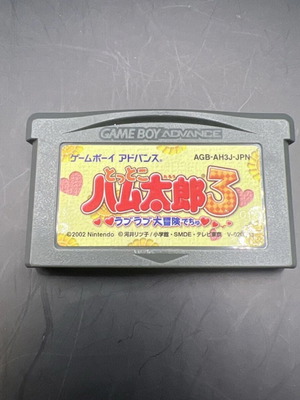 GAME BOY ADVANCE
ゲームボーイ アドバンス
AGB-AH3J-JPN
とっとこ
ハム太郎3
ラブラブ大冒険でちゅ
©2002 Nintendo
©河井リツ子/小学館・SMDE・テレビ東京